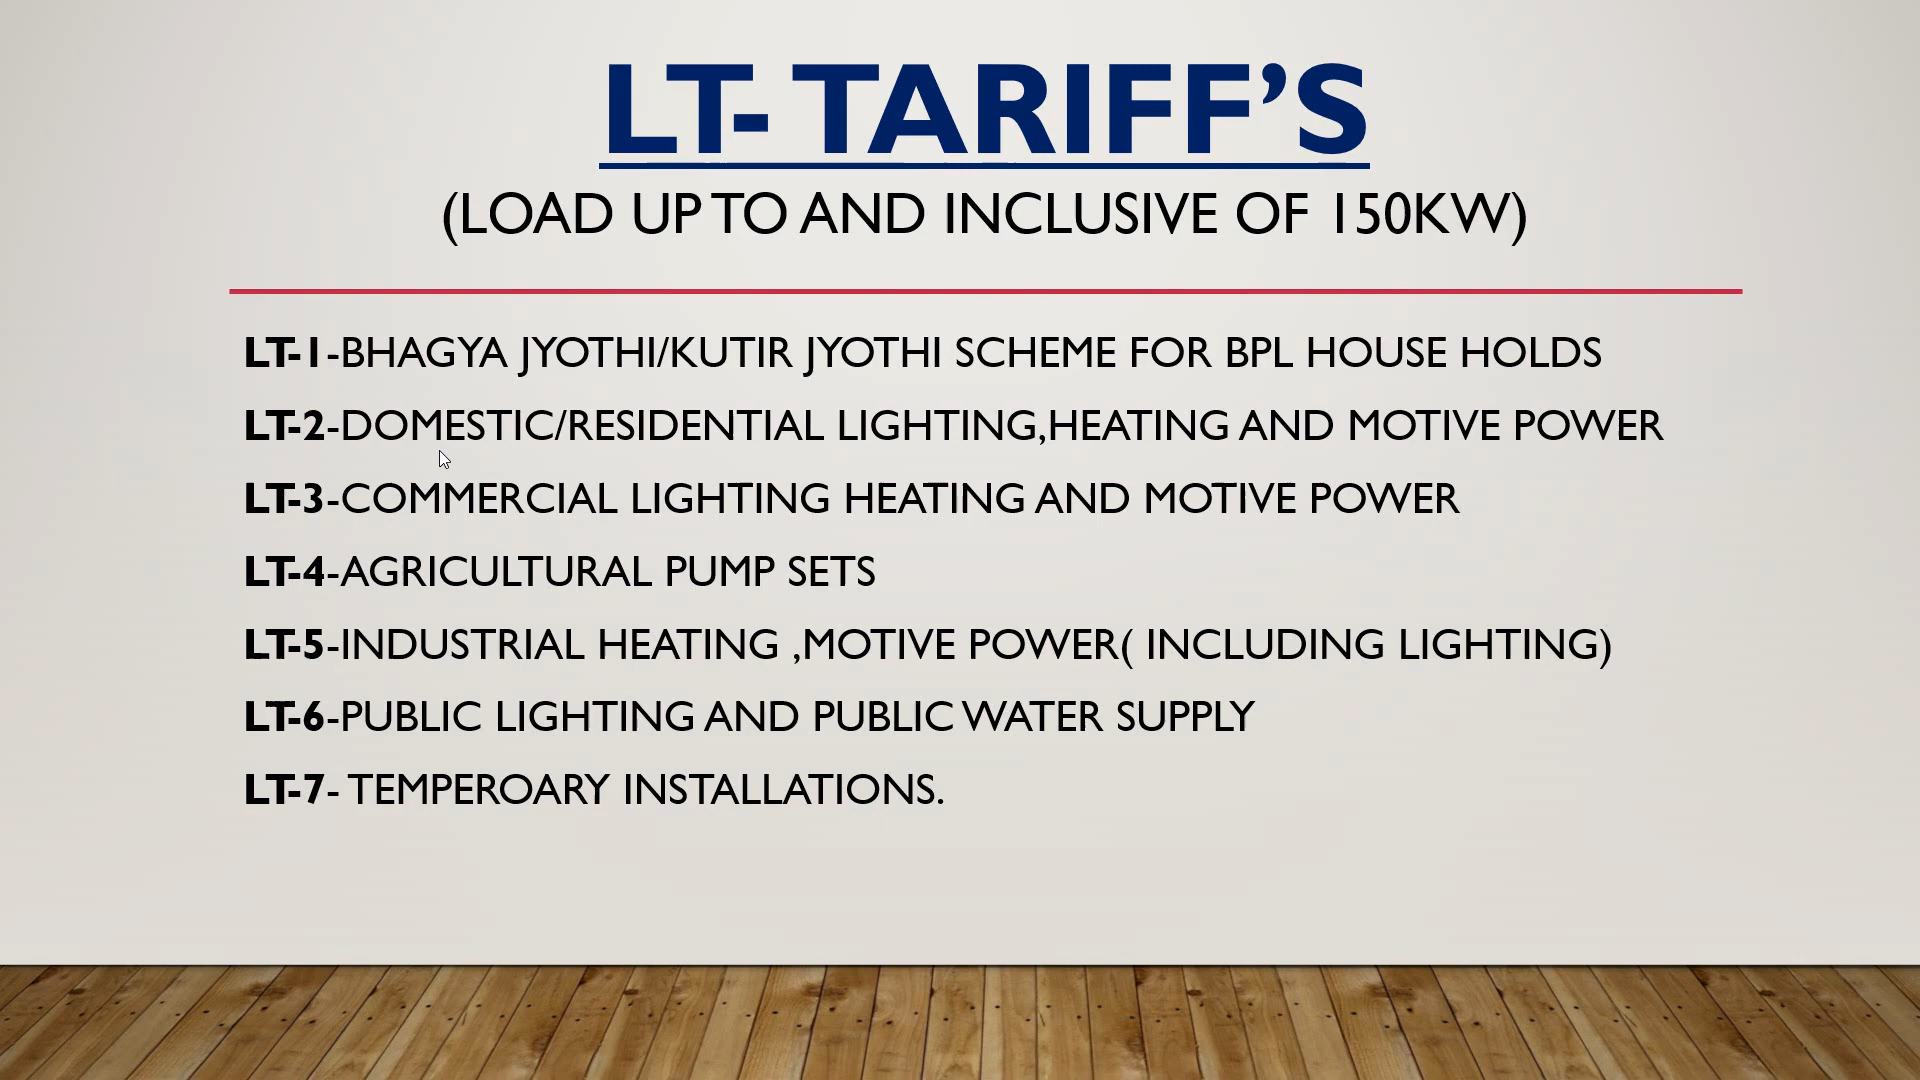 LT- TARIFF’S
(LOAD UP TO AND INCLUSIVE OF 150KW)
LT-1-BHAGYA JYOTHI/KUTIR JYOTHI SCHEME FOR BPL HOUSE HOLDS
LT-2-DOMESTIC/RESIDENTIAL LIGHTING,HEATING AND MOTIVE POWER
LT-3-COMMERCIAL LIGHTING HEATING AND MOTIVE POWER
LT-4-AGRICULTURAL PUMP SETS
LT-5-INDUSTRIAL HEATING ,MOTIVE POWER( INCLUDING LIGHTING)
LT-6-PUBLIC LIGHTING AND PUBLIC WATER SUPPLY
LT-7- TEMPEROARY INSTALLATIONS.